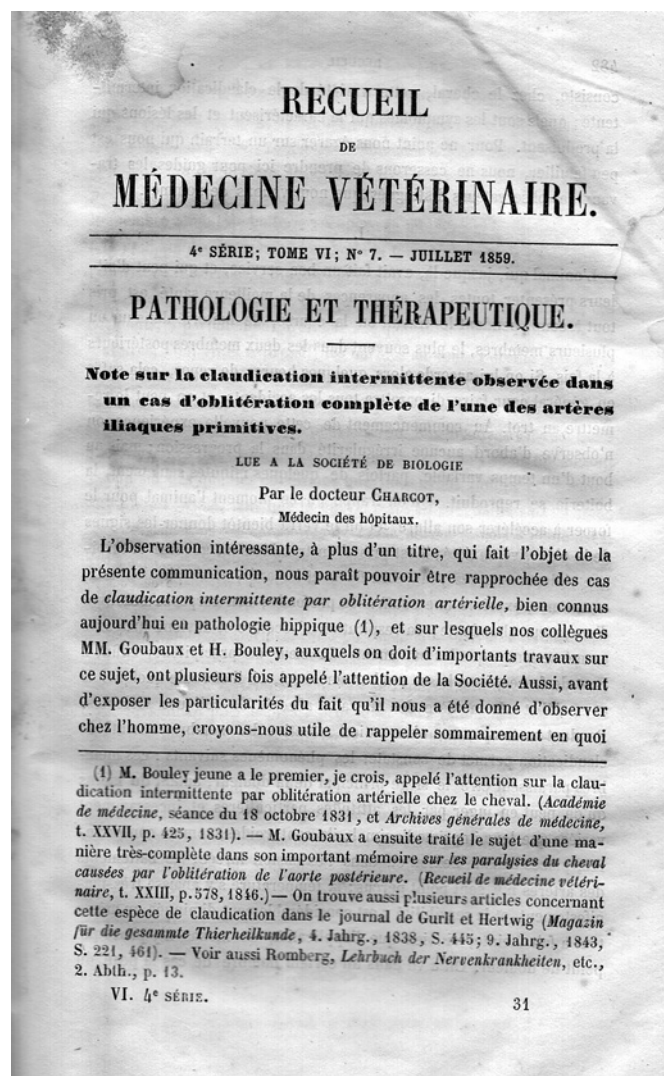 RECUEIL
DE
MÉDECINE VÉTÉRINAIRE.
4e SÉRIE; TOME VI; No 7. — JUILLET 1859.
PATHOLOGIE ET THÉRAPEUTIQUE.
Note sur la claudication intermittente observée dans
un cas d'oblitération complète de l'une des artères
iliaques primitives.
LUE A LA SOCIÉTÉ DE BIOLOGIE
Par le docteur CHARCOT,
Médecin des hôpitaux.
L'observation intéressante, à plus d'un titre, qui fait l'objet de la
présente communication, nous paraît pouvoir être rapprochée des cas
de claudication intermittente par oblitération artérielle, bien connus
aujourd'hui en pathologie hippique (1), et sur lesquels nos collègues
MM. Goubaux et H. Bouley, auxquels on doit d'importants travaux sur
ce sujet, ont plusieurs fois appelé l'attention de la Société. Aussi, avant
d'exposer les particularités du fait qu'il nous a été donné d'observer
chez l'homme, croyons-nous utile de rappeler sommairement en quoi
(1) M. Bouley jeune a le premier, je crois, appelé l'attention sur la clau-
dication intermittente par oblitération artérielle chez le cheval. (Académie
de médecine, séance du 18 octobre 1831, et Archives générales de médecine,
t. XXVII, p. 425, 1831). — M. Goubaux a ensuite traité le sujet d'une ma-
nière très-complète dans son important mémoire sur les paralysies du cheval
causées par l'oblitération de l'aorte postérieure. (Recueil de médecine vétéri-
naire, t. XXIII, p. 578, 1846.) — On trouve aussi plusieurs articles concernant
cette espèce de claudication dans le journal de Gurlt et Hertwig (Magazin
für die gesammte Thierheilkunde, 4. Jahrg., 1838, S. 445; 9. Jahrg., 1843,
S. 221, 461). — Voir aussi Romberg, Lehrbuch der Nervenkrankheiten, etc.,
2. Abth., p. 13.
VI. 4e SÉRIE. 31